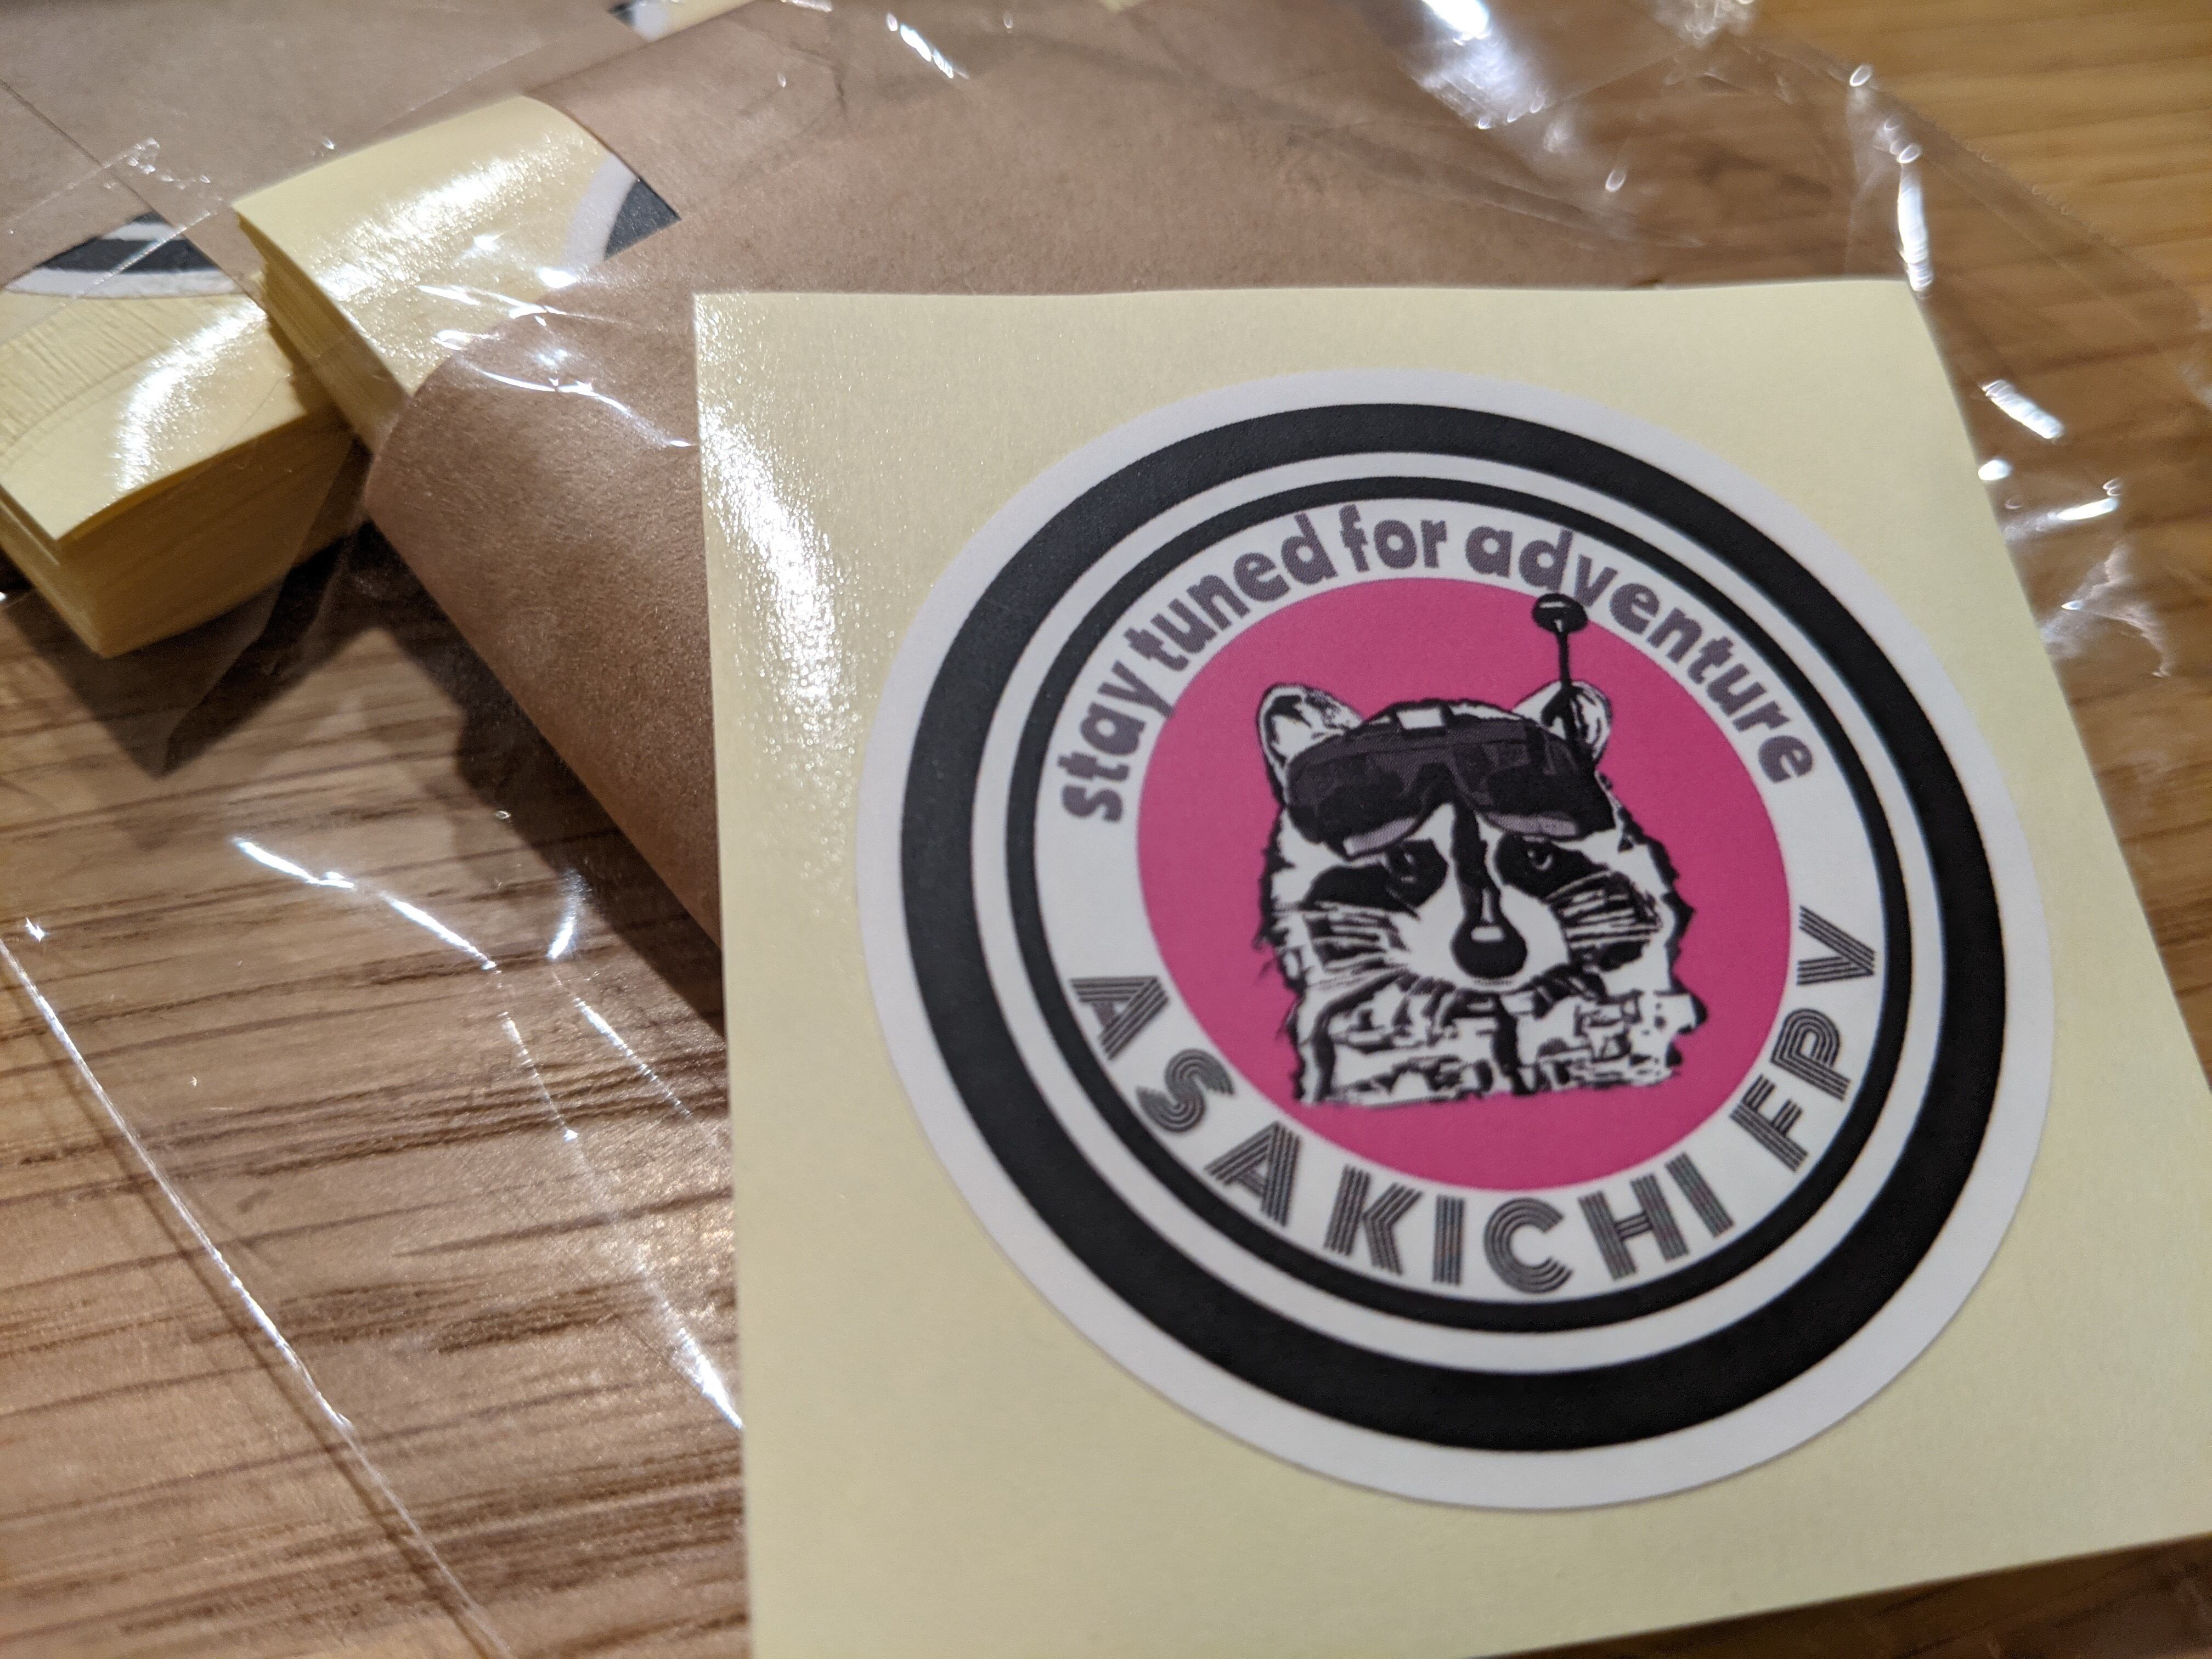 stay tuned for adventure
ASAKICHI FPV